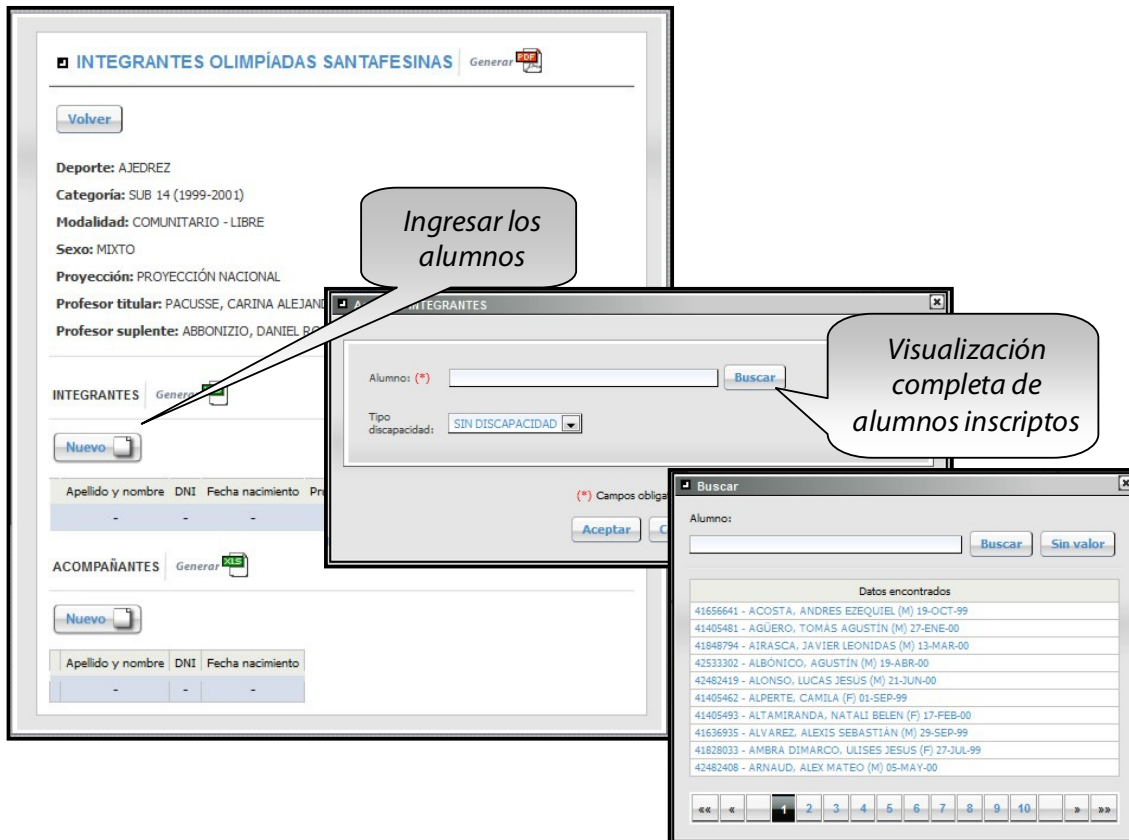 INTEGRANTES OLIMPÍADAS SANTAFESINAS Generar PDF
Volver
Deporte: AJEDREZ
Categoría: SUB 14 (1999-2001)
Modalidad: COMUNITARIO - LIBRE
Sexo: MIXTO
Proyección: PROYECCIÓN NACIONAL
Profesor titular: PACUSSE, CARINA
Profesor suplente: ABBONIZIO, DANIEL
INTEGRANTES
Nuevo
Apellido y nombre DNI Fecha nacimiento
- - -
ACOMPAÑANTES Generar XLS
Nuevo
Apellido y nombre DNI Fecha nacimiento
- - -
Ingresar los
alumnos
INTEGRANTES
Alumno: (*) Buscar
Tipo
discapacidad: SIN DISCAPACIDAD
(*) Campos
Aceptar
Visualización
completa de
alumnos inscriptos
Buscar
Alumno:
Buscar Sin valor
Datos encontrados
41656641 - ACOSTA, ANDRES EZEQUIEL (M) 19-OCT-99
41405481 - AGÜERO, TOMÁS AGUSTÍN (M) 27-ENE-00
41848794 - AIRASCA, JAVIER LEONIDAS (M) 13-MAR-00
42533302 - ALBÓNICO, AGUSTÍN (M) 19-ABR-00
42482419 - ALONSO, LUCAS JESÚS (M) 21-JUN-00
41405462 - ALPERTE, CAMILA (F) 01-SEP-99
41405493 - ALTAMIRANDA, NATALI BELEN (F) 17-FEB-00
41636935 - ALVAREZ, ALEXIS SEBASTIÁN (M) 29-SEP-99
41828033 - AMBRA DIMARCO, ULISES JESUS (F) 27-JUL-99
42482408 - ARNAUD, ALEX MATEO (M) 05-MAY-00
«« « 1 2 3 4 5 6 7 8 9 10 » »»